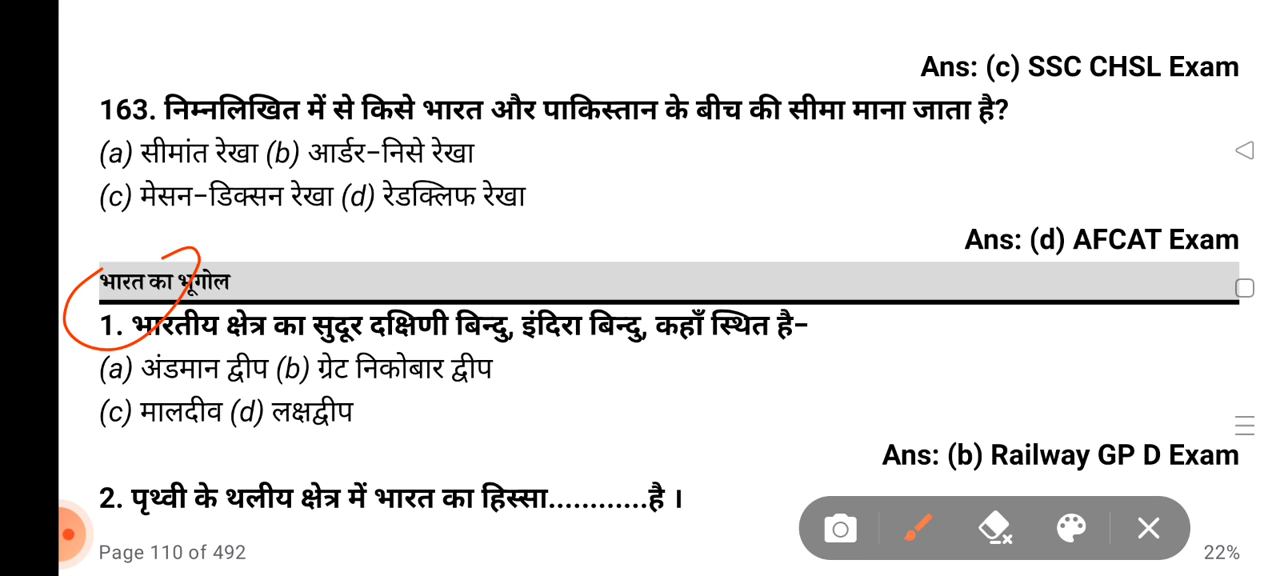 Ans: (c) SSC CHSL Exam
163. निम्नलिखित में से किसे भारत और पाकिस्तान के बीच की सीमा माना जाता है?
(a) सीमांत रेखा (b) आर्डर-निसे रेखा
(c) मेसन-डिक्सन रेखा (d) रेडक्लिफ रेखा
Ans: (d) AFCAT Exam
भारत का भूगोल
1. भारतीय क्षेत्र का सुदूर दक्षिणी बिन्दु, इंदिरा बिन्दु, कहाँ स्थित है-
(a) अंडमान द्वीप (b) ग्रेट निकोबार द्वीप
(c) मालदीव (d) लक्षद्वीप
Ans: (b) Railway GP D Exam
2. पृथ्वी के थलीय क्षेत्र में भारत का हिस्सा............है ।
Page 110 of 492
22%